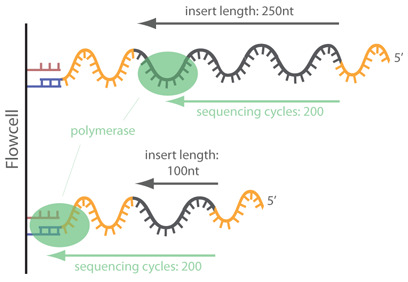 insert length: 250nt
5'
sequencing cycles: 200
polymerase
Flowcell
insert length:
100nt
5'
sequencing cycles: 200